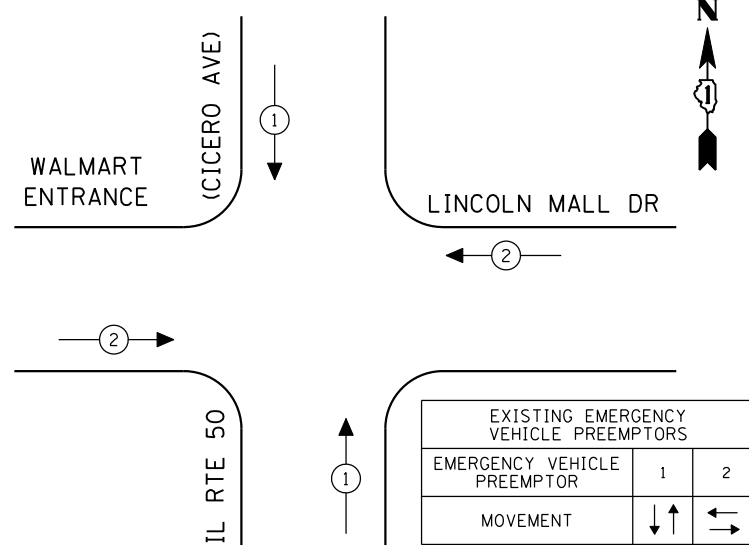 N
1
(CICERO AVE)
1
WALMART
ENTRANCE
LINCOLN MALL DR
2
2
IL RTE 50
1
EXISTING EMERGENCY
VEHICLE PREEMPTORS
EMERGENCY VEHICLE
PREEMPTOR
1
2
MOVEMENT